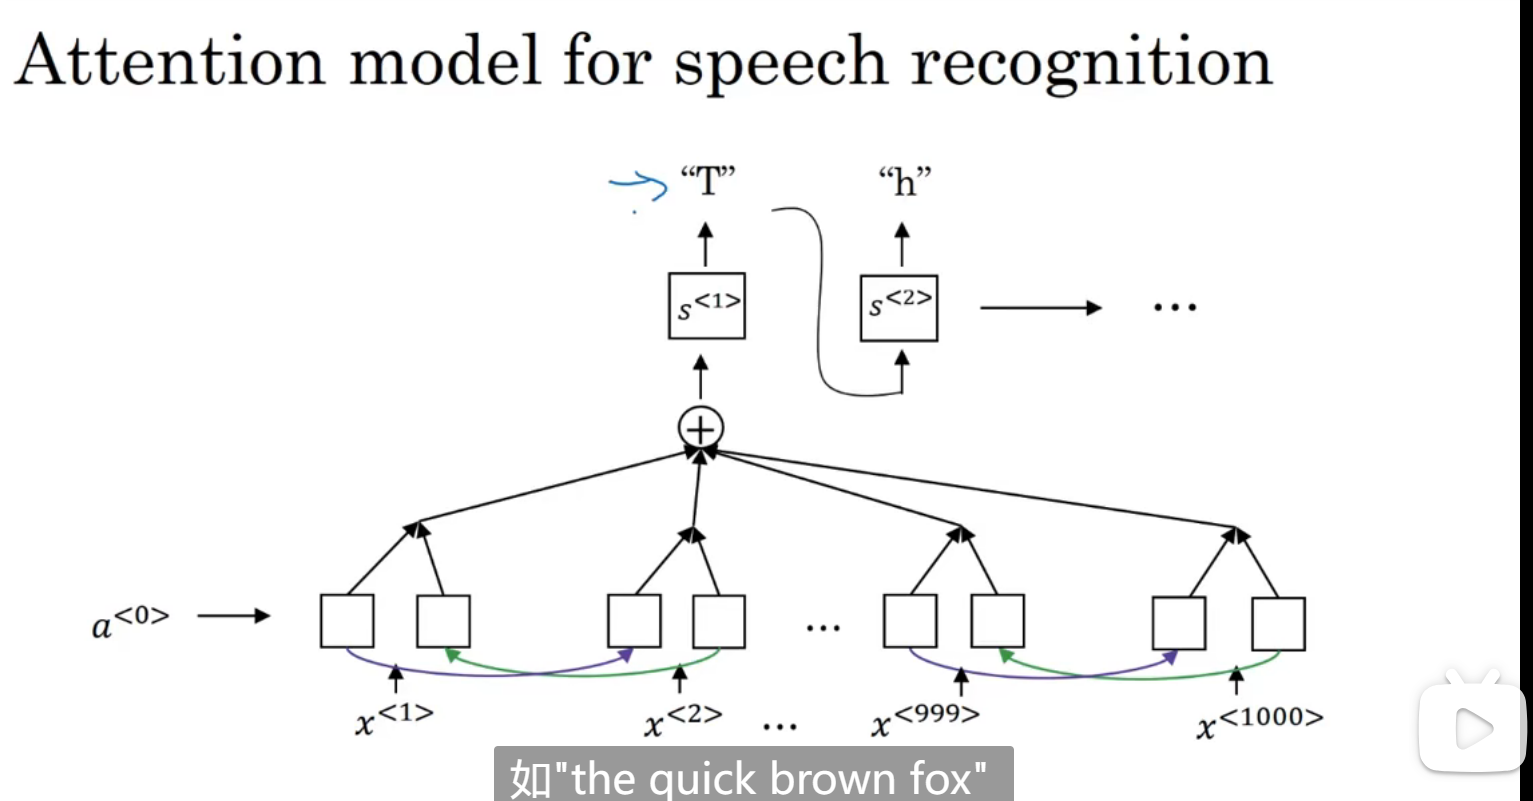 Attention model for speech recognition
“T” “h”
s<1> s<2> ...
+
a<0> ...
x<1> x<2> ... x<999> x<1000>
如"the quick brown fox"